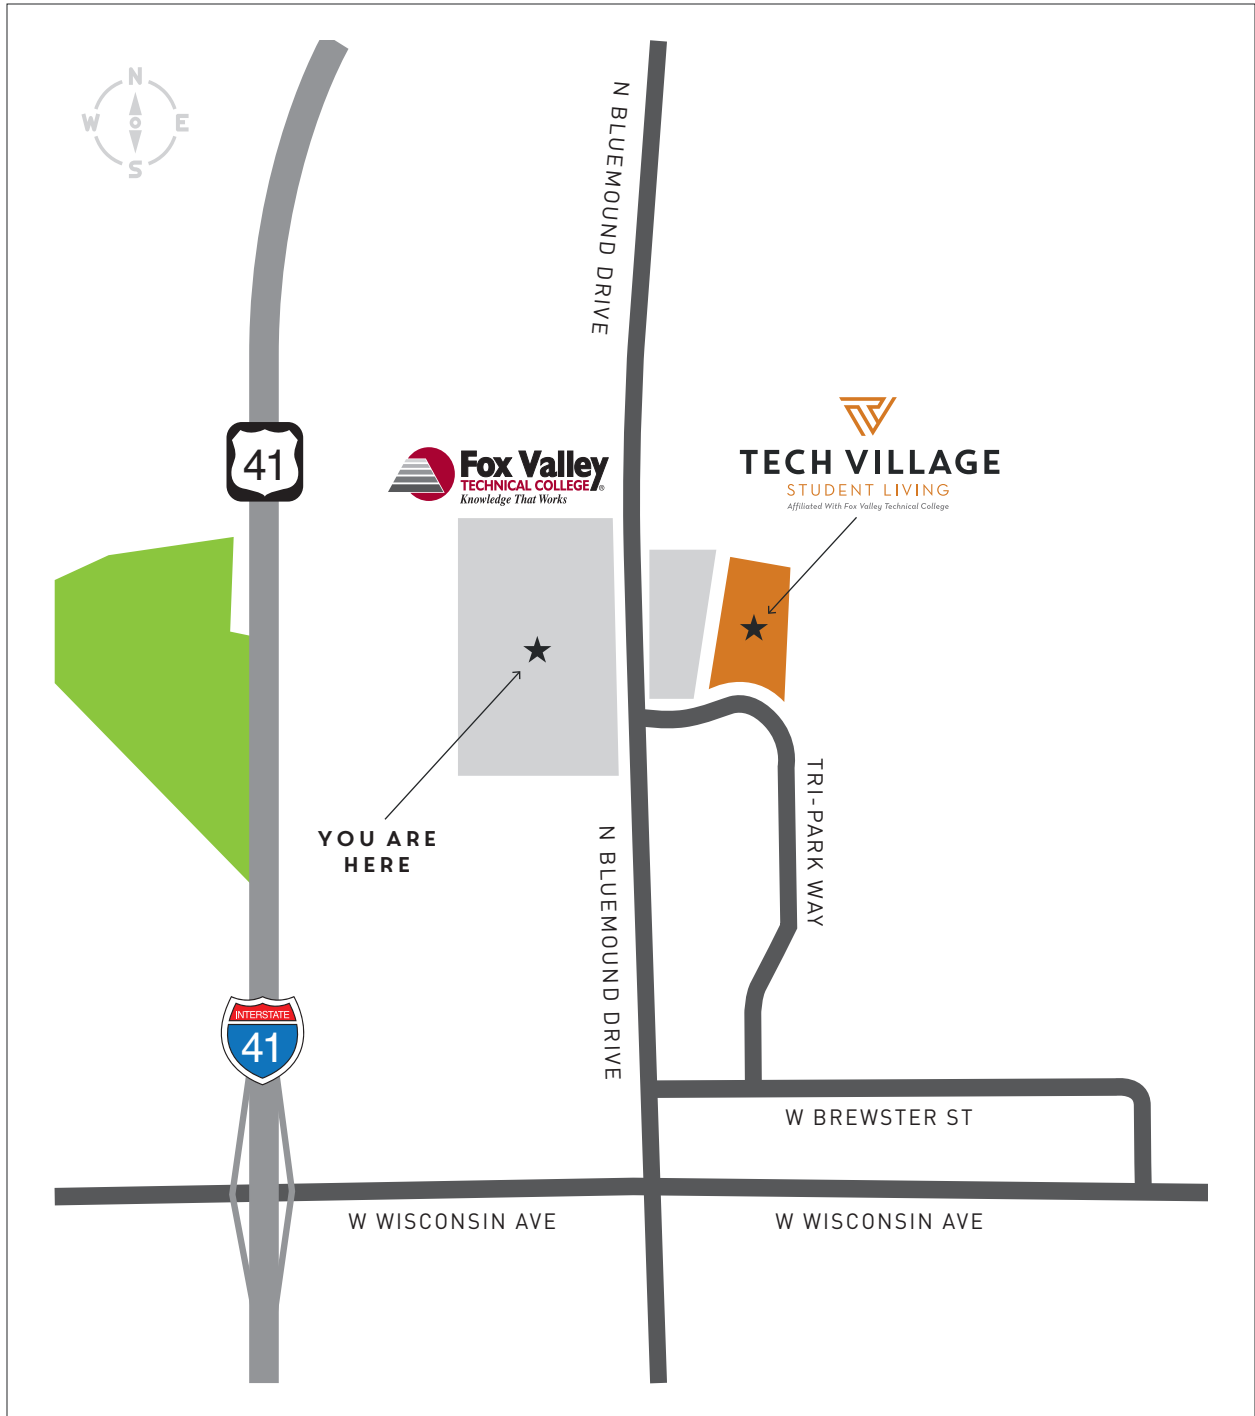 N
W E
S
N BLUEMOUND DRIVE
41
Fox Valley
TECHNICAL COLLEGE®
Knowledge That Works
TECH VILLAGE
STUDENT LIVING
Affiliated With Fox Valley Technical College
YOU ARE
HERE
TRI-PARK WAY
N BLUEMOUND DRIVE
INTERSTATE
41
W BREWSTER ST
W WISCONSIN AVE
W WISCONSIN AVE